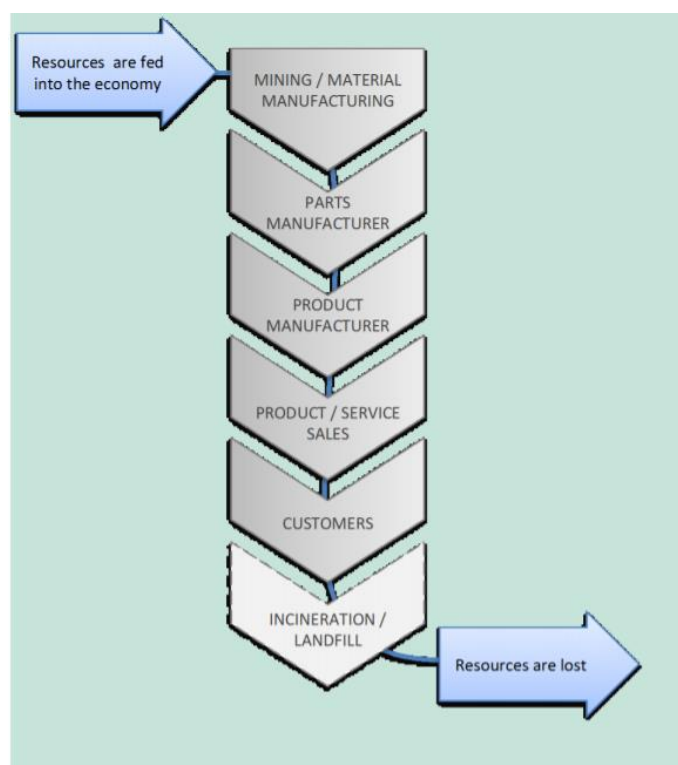 Resources are fed
into the economy
MINING / MATERIAL
MANUFACTURING
PARTS
MANUFACTURER
PRODUCT
MANUFACTURER
PRODUCT / SERVICE
SALES
CUSTOMERS
INCINERATION /
LANDFILL
Resources are lost